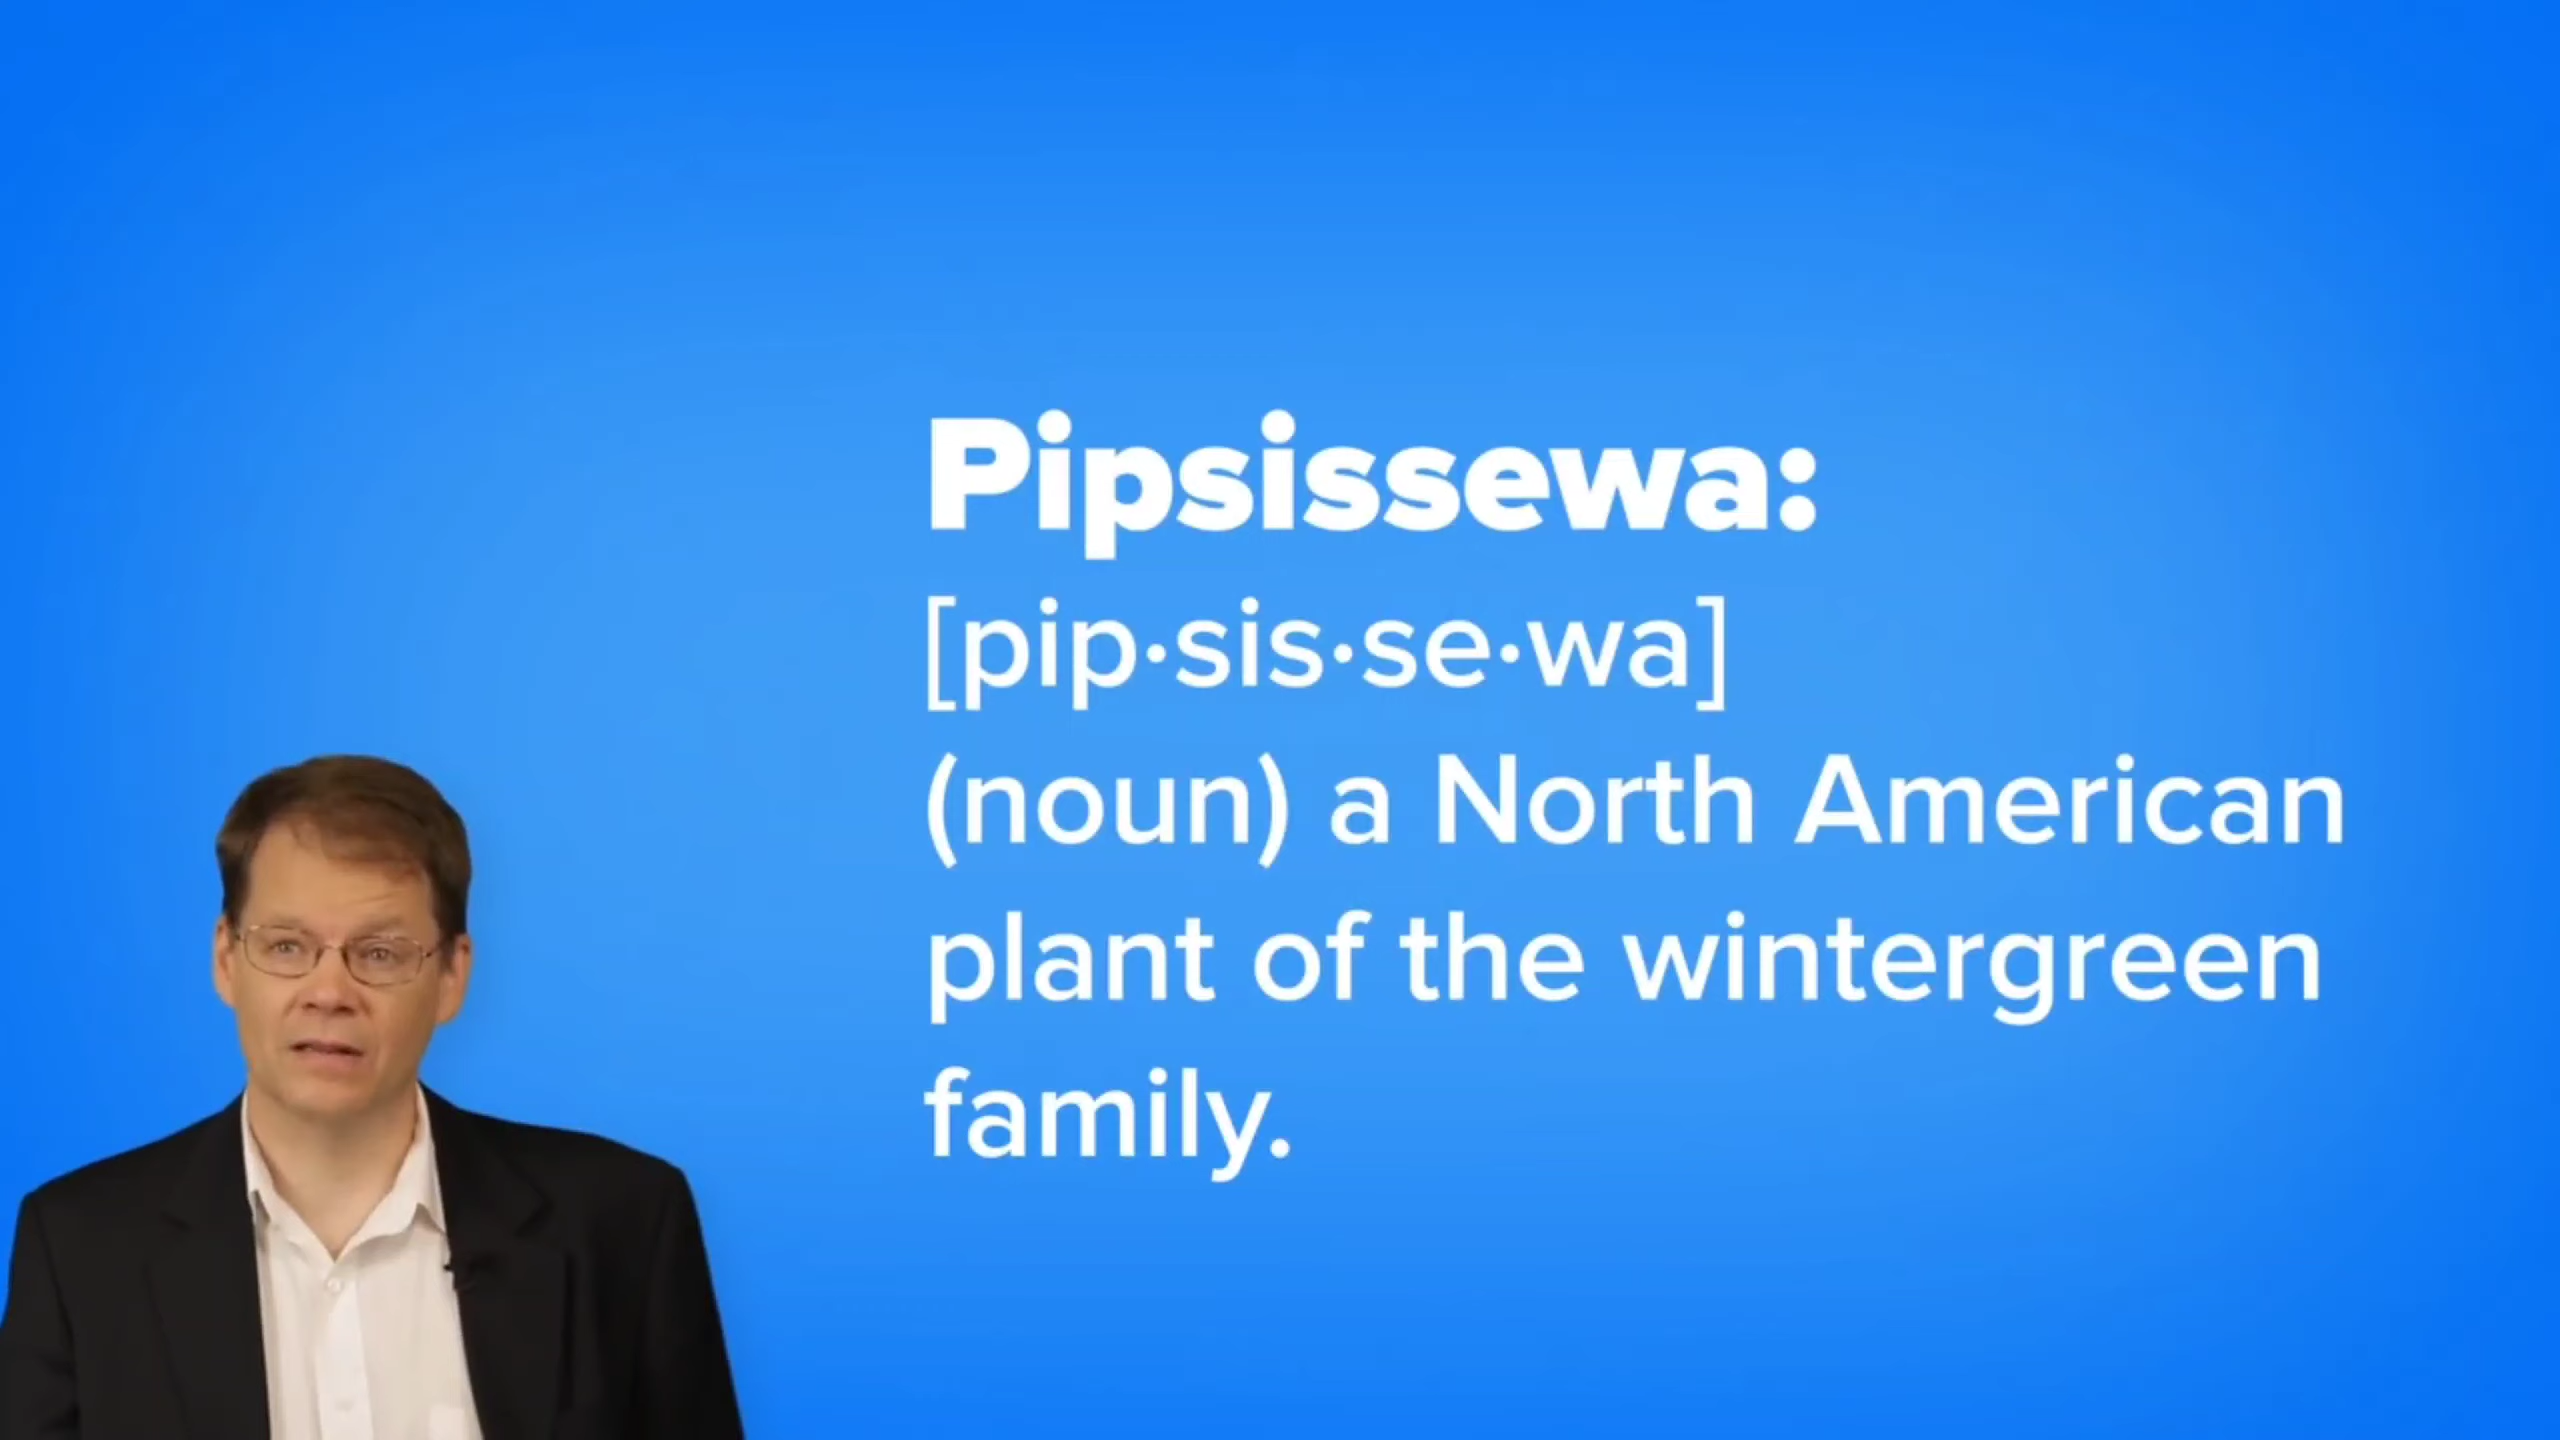 Pipsissewa:
[pip·sis·se·wa]
(noun) a North American
plant of the wintergreen
family.